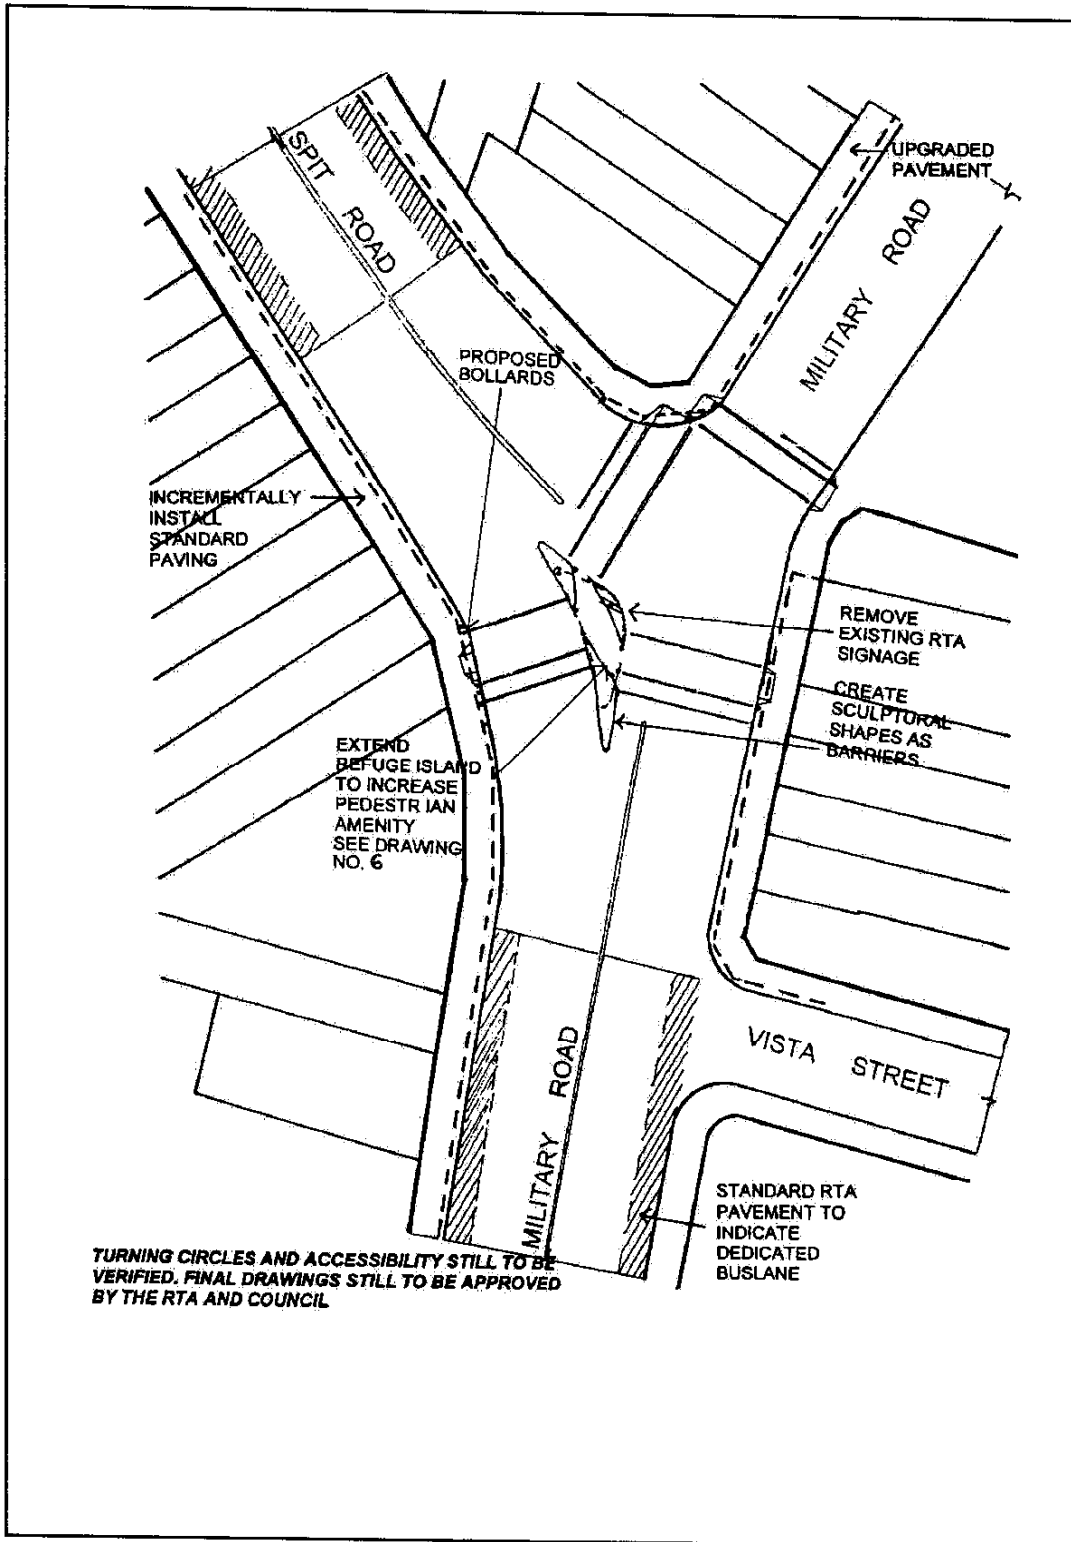 SPIT ROAD
UPGRADED
PAVEMENT
MILITARY ROAD
PROPOSED
BOLLARDS
INCREMENTALLY
INSTALL
STANDARD
PAVING
REMOVE
EXISTING RTA
SIGNAGE
CREATE
SCULPTURAL
SHAPES AS
BARRIERS
EXTEND
REFUGE ISLAND
TO INCREASE
PEDESTRIAN
AMENITY
SEE DRAWING
NO. 6
MILITARY ROAD
VISTA STREET
STANDARD RTA
PAVEMENT TO
INDICATE
DEDICATED
BUSLANE
TURNING CIRCLES AND ACCESSIBILITY STILL TO BE
VERIFIED. FINAL DRAWINGS STILL TO BE APPROVED
BY THE RTA AND COUNCIL